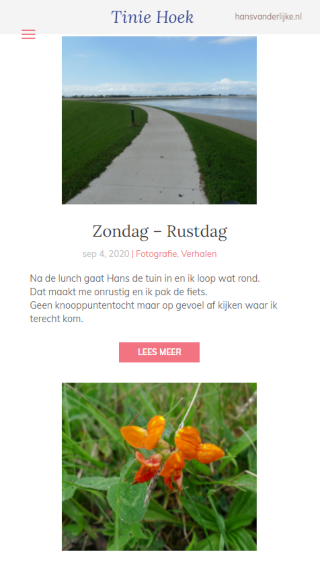 Tinie Hoek
hansvanderlijke.nl
Zondag – Rustdag
sep 4, 2020 | Fotografie, Verhalen
Na de lunch gaat Hans de tuin in en ik loop wat rond.
Dat maakt me onrustig en ik pak de fiets.
Geen knooppuntentocht maar op gevoel af kijken waar ik
terecht kom.
LEES MEER